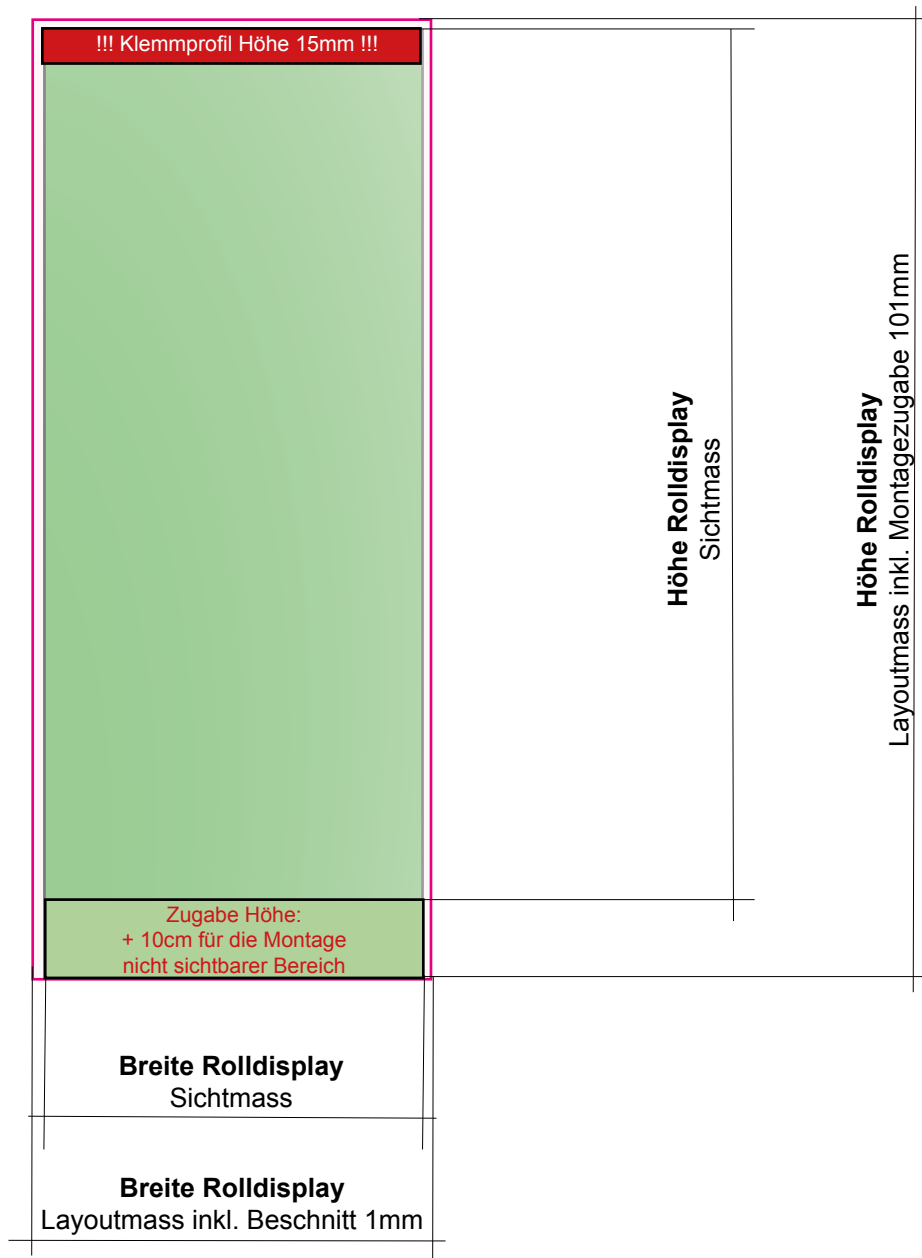 !!! Klemmprofil Höhe 15mm !!!
Höhe Rolldisplay
Sichtmass
Höhe Rolldisplay
Layoutmass inkl. Montagezugabe 101mm
Zugabe Höhe:
+ 10cm für die Montage
nicht sichtbarer Bereich
Breite Rolldisplay
Sichtmass
Breite Rolldisplay
Layoutmass inkl. Beschnitt 1mm